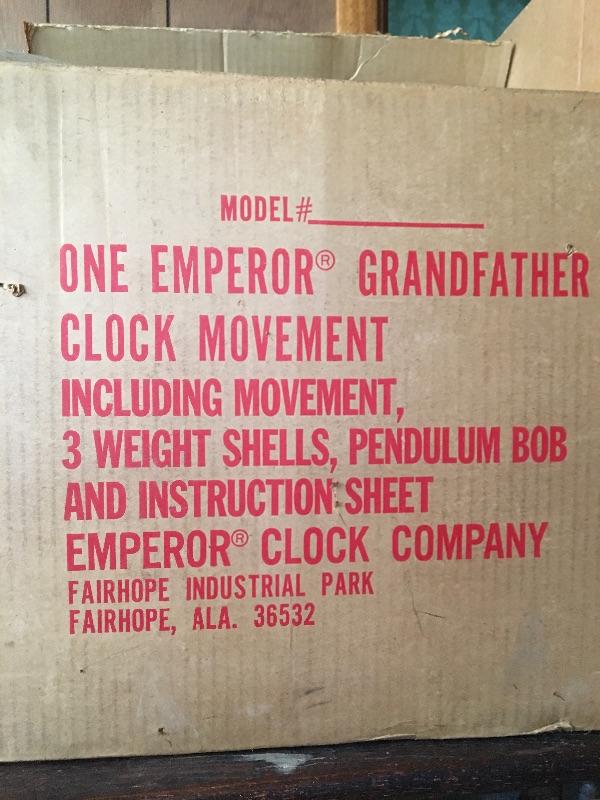 MODEL#__________
ONE EMPEROR® GRANDFATHER
CLOCK MOVEMENT
INCLUDING MOVEMENT,
3 WEIGHT SHELLS, PENDULUM BOB
AND INSTRUCTION SHEET
EMPEROR® CLOCK COMPANY
FAIRHOPE INDUSTRIAL PARK
FAIRHOPE, ALA. 36532